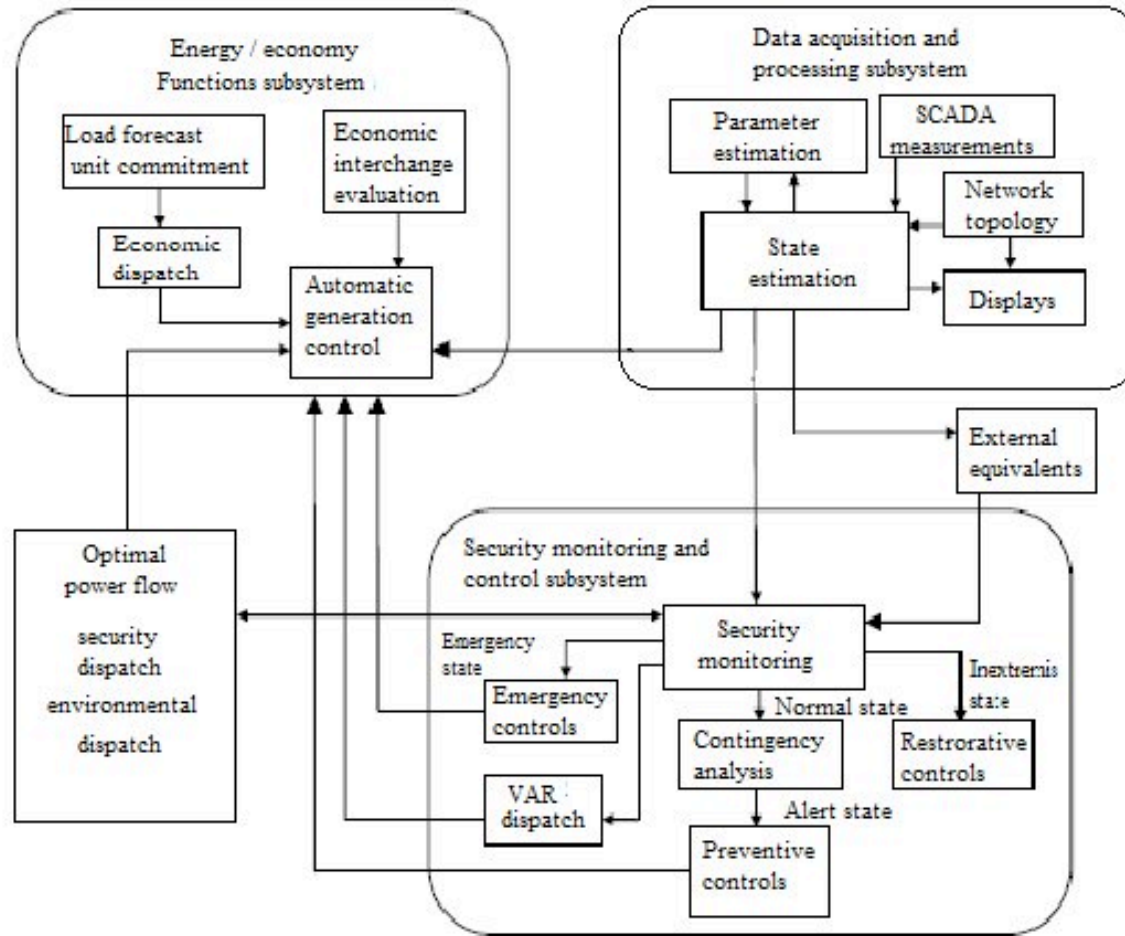 Energy / economy
Functions subsystem
Load forecast
unit commitment
Economic
interchange
evaluation
Economic
dispatch
Automatic
generation
control
Data acquisition and
processing subsystem
Parameter
estimation
SCADA
measurements
Network
topology
State
estimation
Displays
External
equivalents
Optimal
power flow
security
dispatch
environmental
dispatch
Security monitoring and
control subsystem
Security
monitoring
Emergency
state
Emergency
controls
Normal state
Inextremis
state
Contingency
analysis
Restrorative
controls
VAR
dispatch
Alert state
Preventive
controls